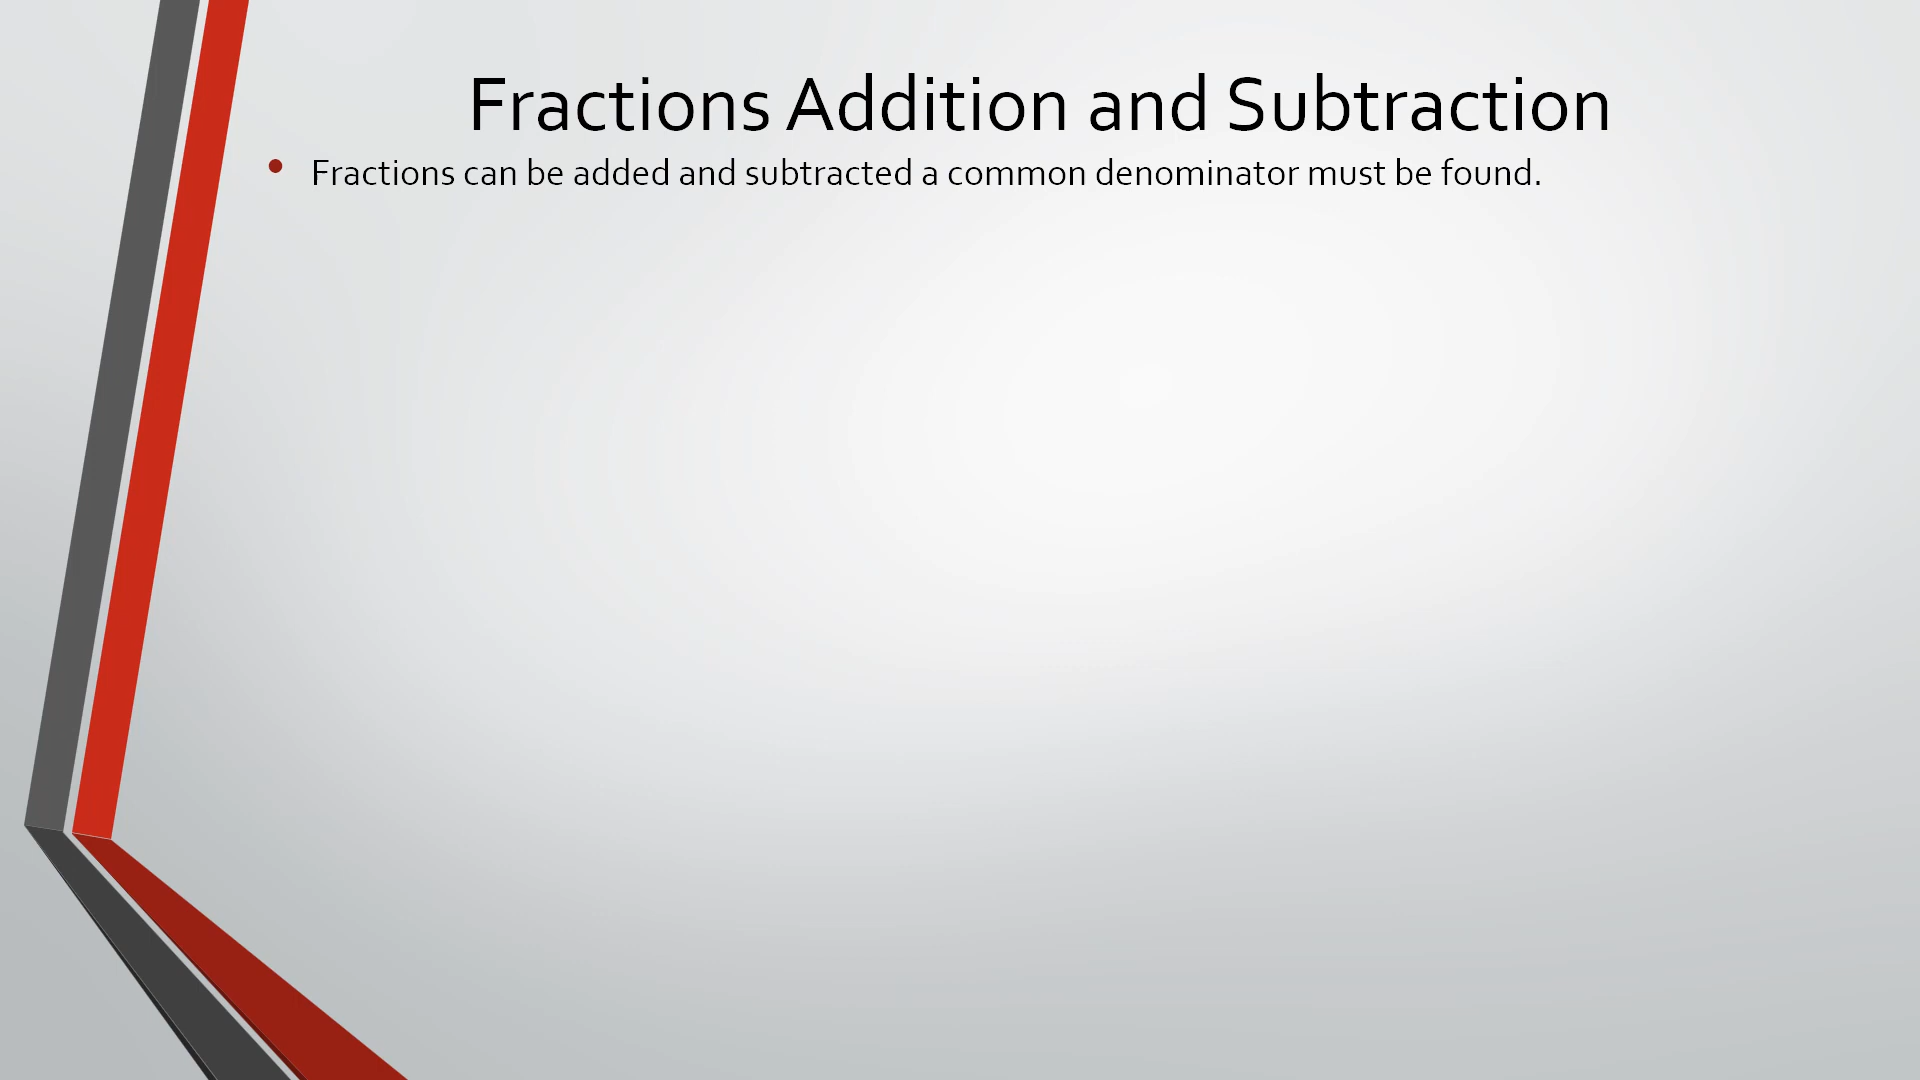 Fractions Addition and Subtraction
• Fractions can be added and subtracted a common denominator must be found.